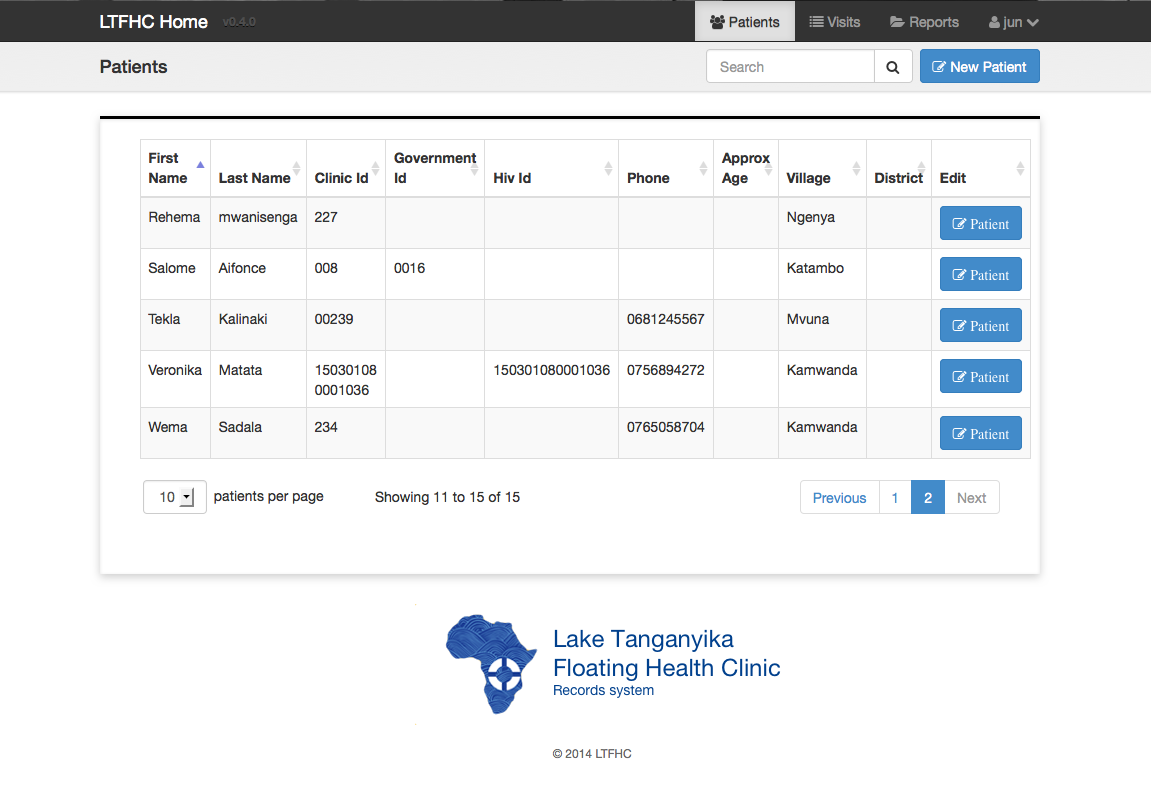 LTFHC Home v0.4.0 Patients Visits Reports jun
Patients Search New Patient
First Name Last Name Clinic Id Government Id Hiv Id Phone Approx Age Village District Edit
Rehema mwanisenga 227 Ngenya Patient
Salome Aifonce 008 0016 Katambo Patient
Tekla Kalinaki 00239 0681245567 Mvuna Patient
Veronika Matata 15030108 0001036 150301080001036 0756894272 Kamwanda Patient
Wema Sadala 234 0765058704 Kamwanda Patient
10 patients per page Showing 11 to 15 of 15 Previous 1 2 Next
Lake Tanganyika
Floating Health Clinic
Records system
© 2014 LTFHC